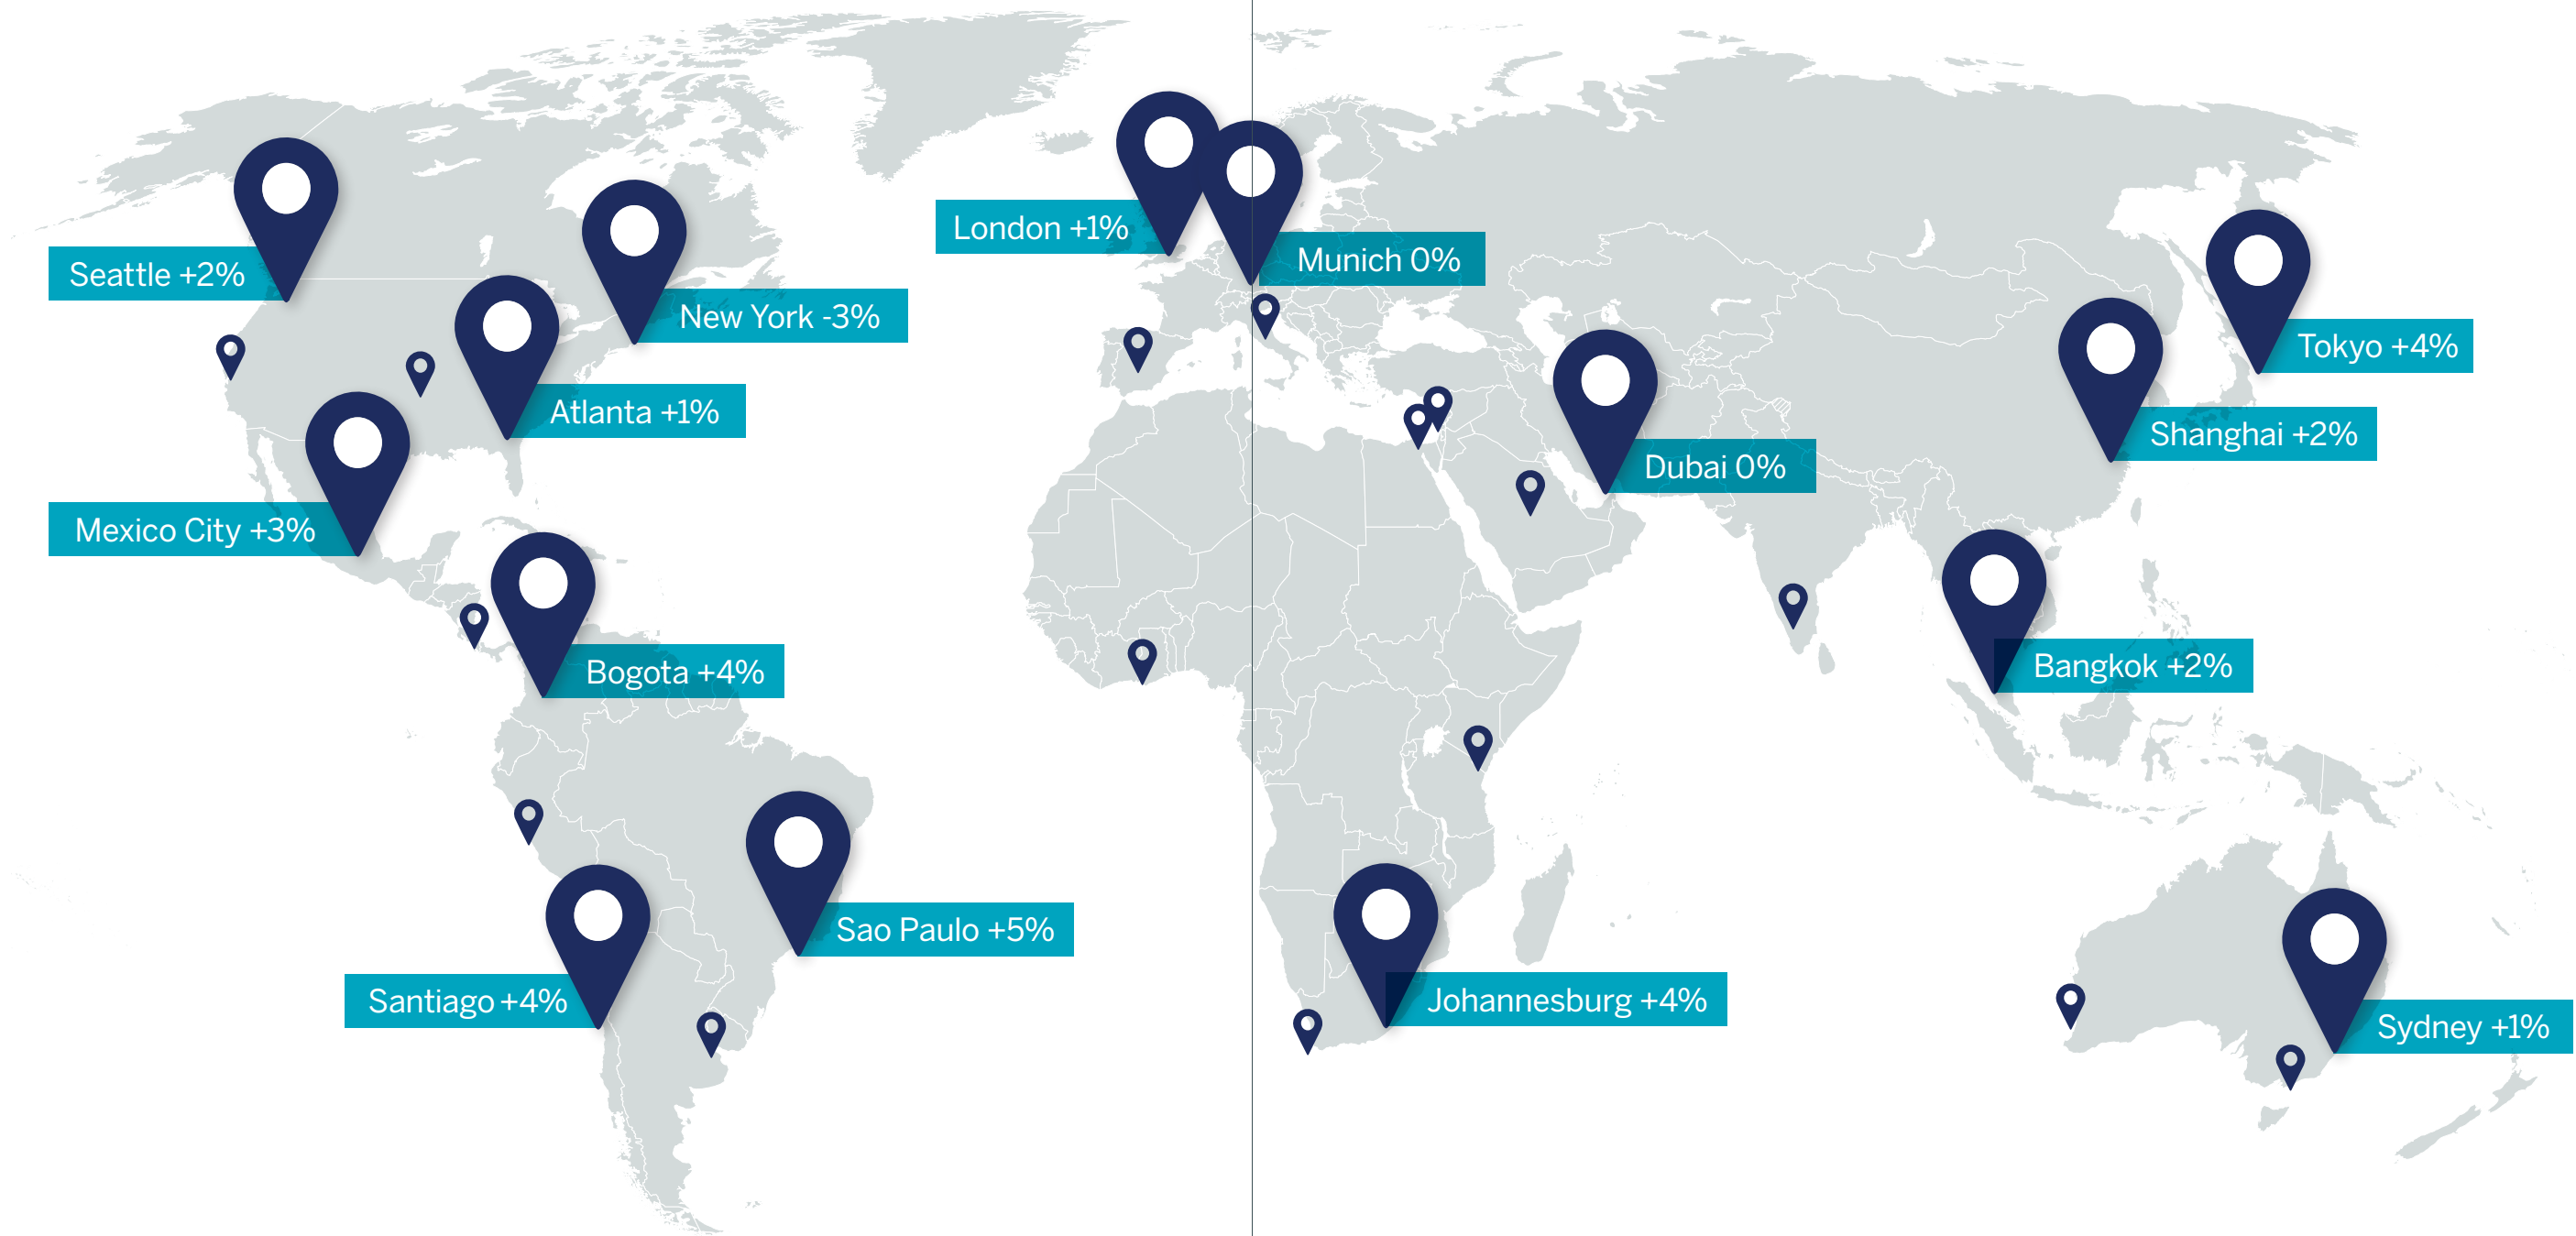 London +1%
Munich 0%
Seattle +2%
New York -3%
Tokyo +4%
Atlanta +1%
Shanghai +2%
Dubai 0%
Mexico City +3%
Bogota +4%
Bangkok +2%
Sao Paulo +5%
Santiago +4%
Johannesburg +4%
Sydney +1%